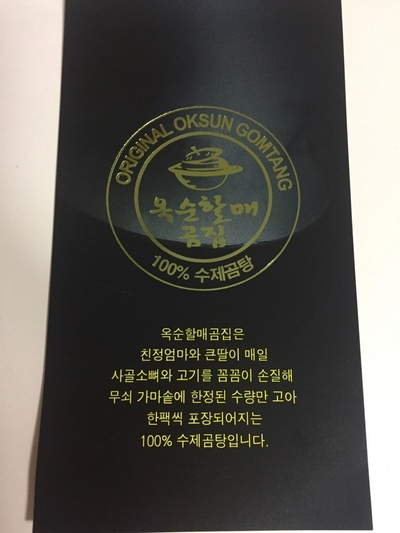 ORIGINAL OKSUN GOMTANG
옥순할매
곰집
100% 수제곰탕
옥순할매곰집은
친정엄마와 큰딸이 매일
사골소뼈와 고기를 꼼꼼이 손질해
무쇠 가마솥에 한정된 수량만 고아
한팩씩 포장되어지는
100% 수제곰탕입니다.